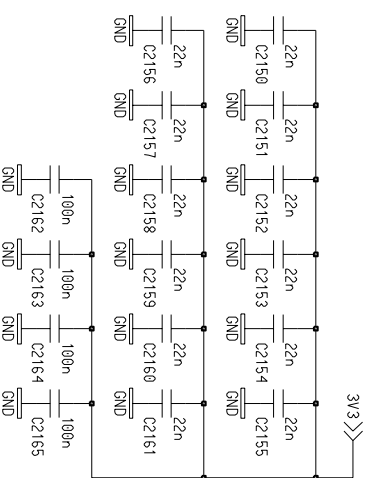 3V3
22n
C2150
GND
22n
C2151
GND
22n
C2152
GND
22n
C2153
GND
22n
C2154
GND
22n
C2155
GND
22n
C2156
GND
22n
C2157
GND
22n
C2158
GND
22n
C2159
GND
22n
C2160
GND
22n
C2161
GND
100n
C2162
GND
100n
C2163
GND
100n
C2164
GND
100n
C2165
GND